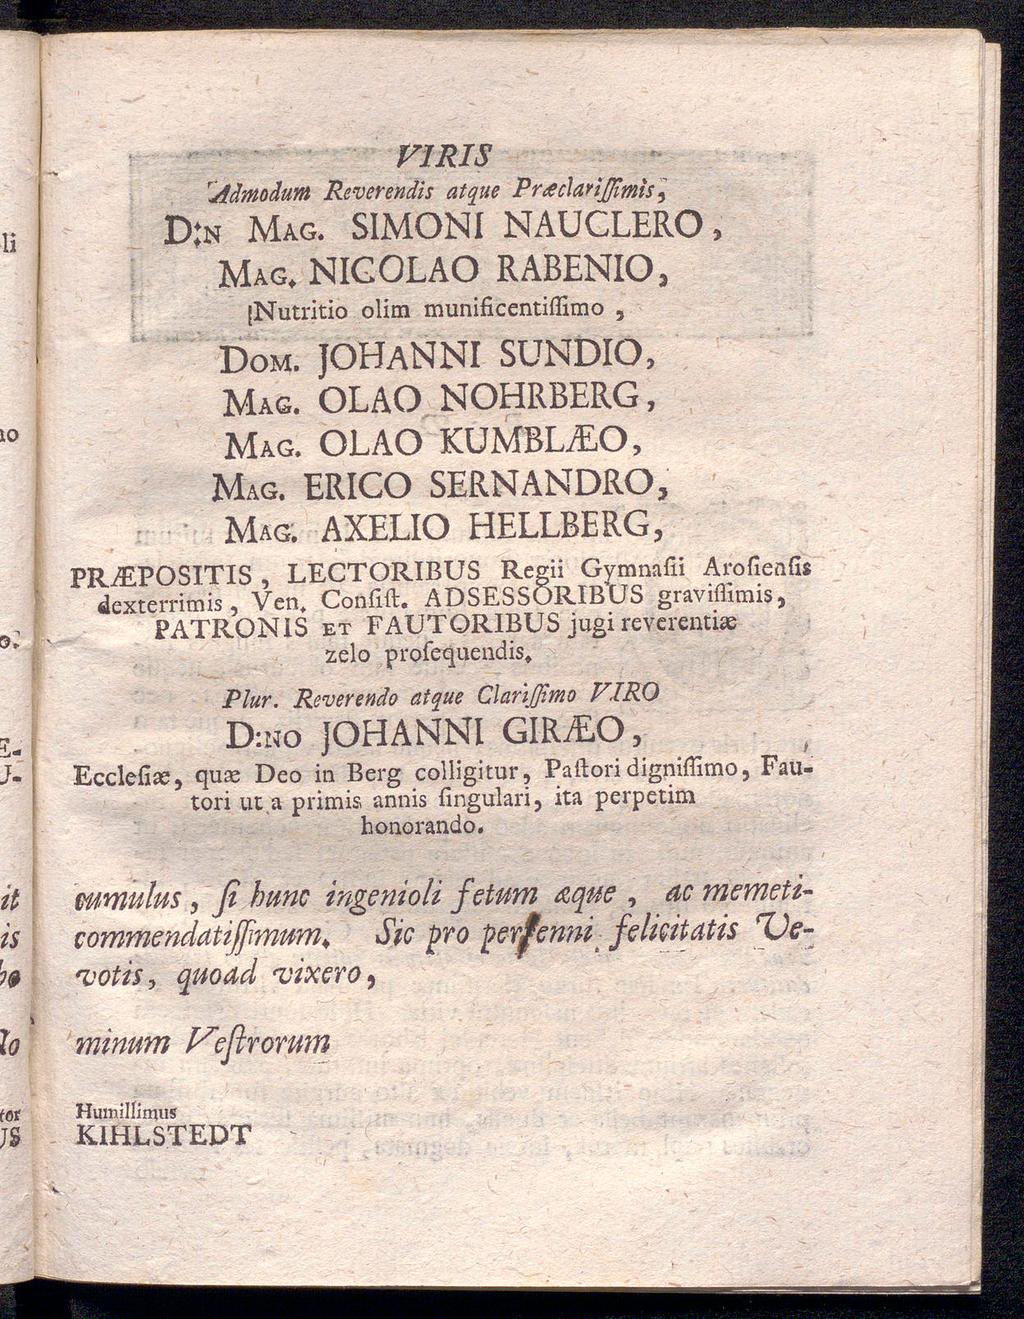 VIRIS
Admodum Reverendis atque Præclariſſimis,
D:N MAG. SIMONI NAUCLERO,
MAG. NICOLAO RABENIO,
Nutritio olim munificentiſſimo,
DOM. JOHANNI SUNDIO,
MAG. OLAO NOHRBERG,
MAG. OLAO KUMBLÆO,
MAG. ERICO SERNANDRO,
MAG. AXELIO HELLBERG,
PRÆPOSITIS, LECTORIBUS Regii Gymnaſii Aroſienſis
dexterrimis, Ven. Conſiſt. ADSESSORIBUS graviſſimis,
PATRONIS ET FAUTORIBUS jugi reverentiæ
zelo proſequendis.
Plur. Reverendo atque Clariſſimo VIRO
D:NO JOHANNI GIRÆO,
Eccleſiæ, quæ Deo in Berg colligitur, Paſtori digniſſimo, Fau-
tori ut a primis annis ſingulari, ita perpetim
honorando.
cumulus, ſi hunc ingenioli fetum æque, ac memeti-
commendatiſſimum. Sic pro perenni felicitatis Ve-
votis, quoad vixero,
minum Veſtrorum
Humillimus
KIHLSTEDT